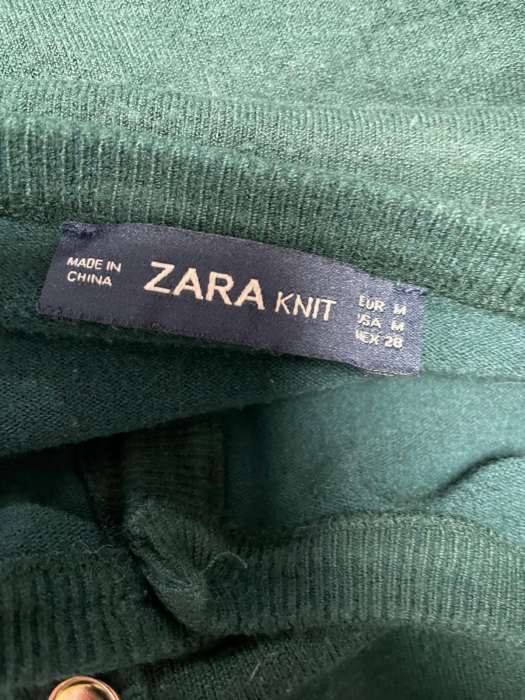 MADE IN
CHINA
ZARA KNIT
EUR M
USA M
MEX 28